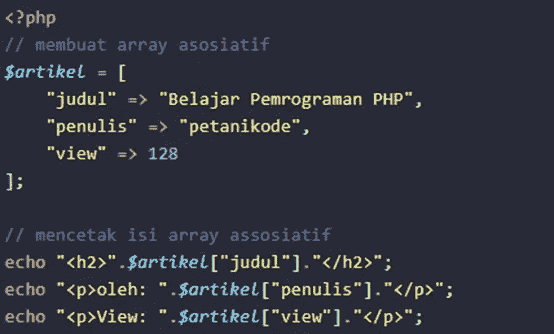 <?php
// membuat array asosiatif
$artikel = [
    "judul" => "Belajar Pemrograman PHP",
    "penulis" => "petanikode",
    "view" => 128
];

// mencetak isi array assosiatif
echo "<h2>".$artikel["judul"]."</h2>";
echo "<p>oleh: ".$artikel["penulis"]."</p>";
echo "<p>View: ".$artikel["view"]."</p>";